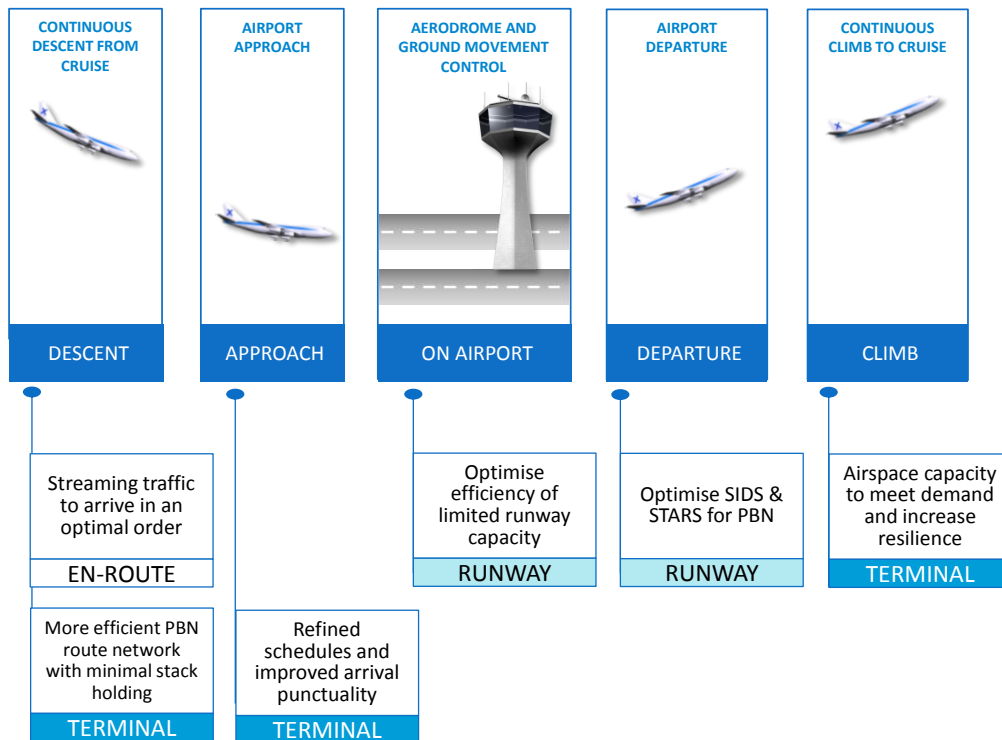 CONTINUOUS
DESCENT FROM
CRUISE
AIRPORT
APPROACH
AERODROME AND
GROUND MOVEMENT
CONTROL
AIRPORT
DEPARTURE
CONTINUOUS
CLIMB TO CRUISE
DESCENT
APPROACH
ON AIRPORT
DEPARTURE
CLIMB
Streaming traffic
to arrive in an
optimal order
EN-ROUTE
Optimise
efficiency of
limited runway
capacity
RUNWAY
Optimise SIDS &
STARS for PBN
RUNWAY
Airspace capacity
to meet demand
and increase
resilience
TERMINAL
More efficient PBN
route network
with minimal stack
holding
TERMINAL
Refined
schedules and
improved arrival
punctuality
TERMINAL